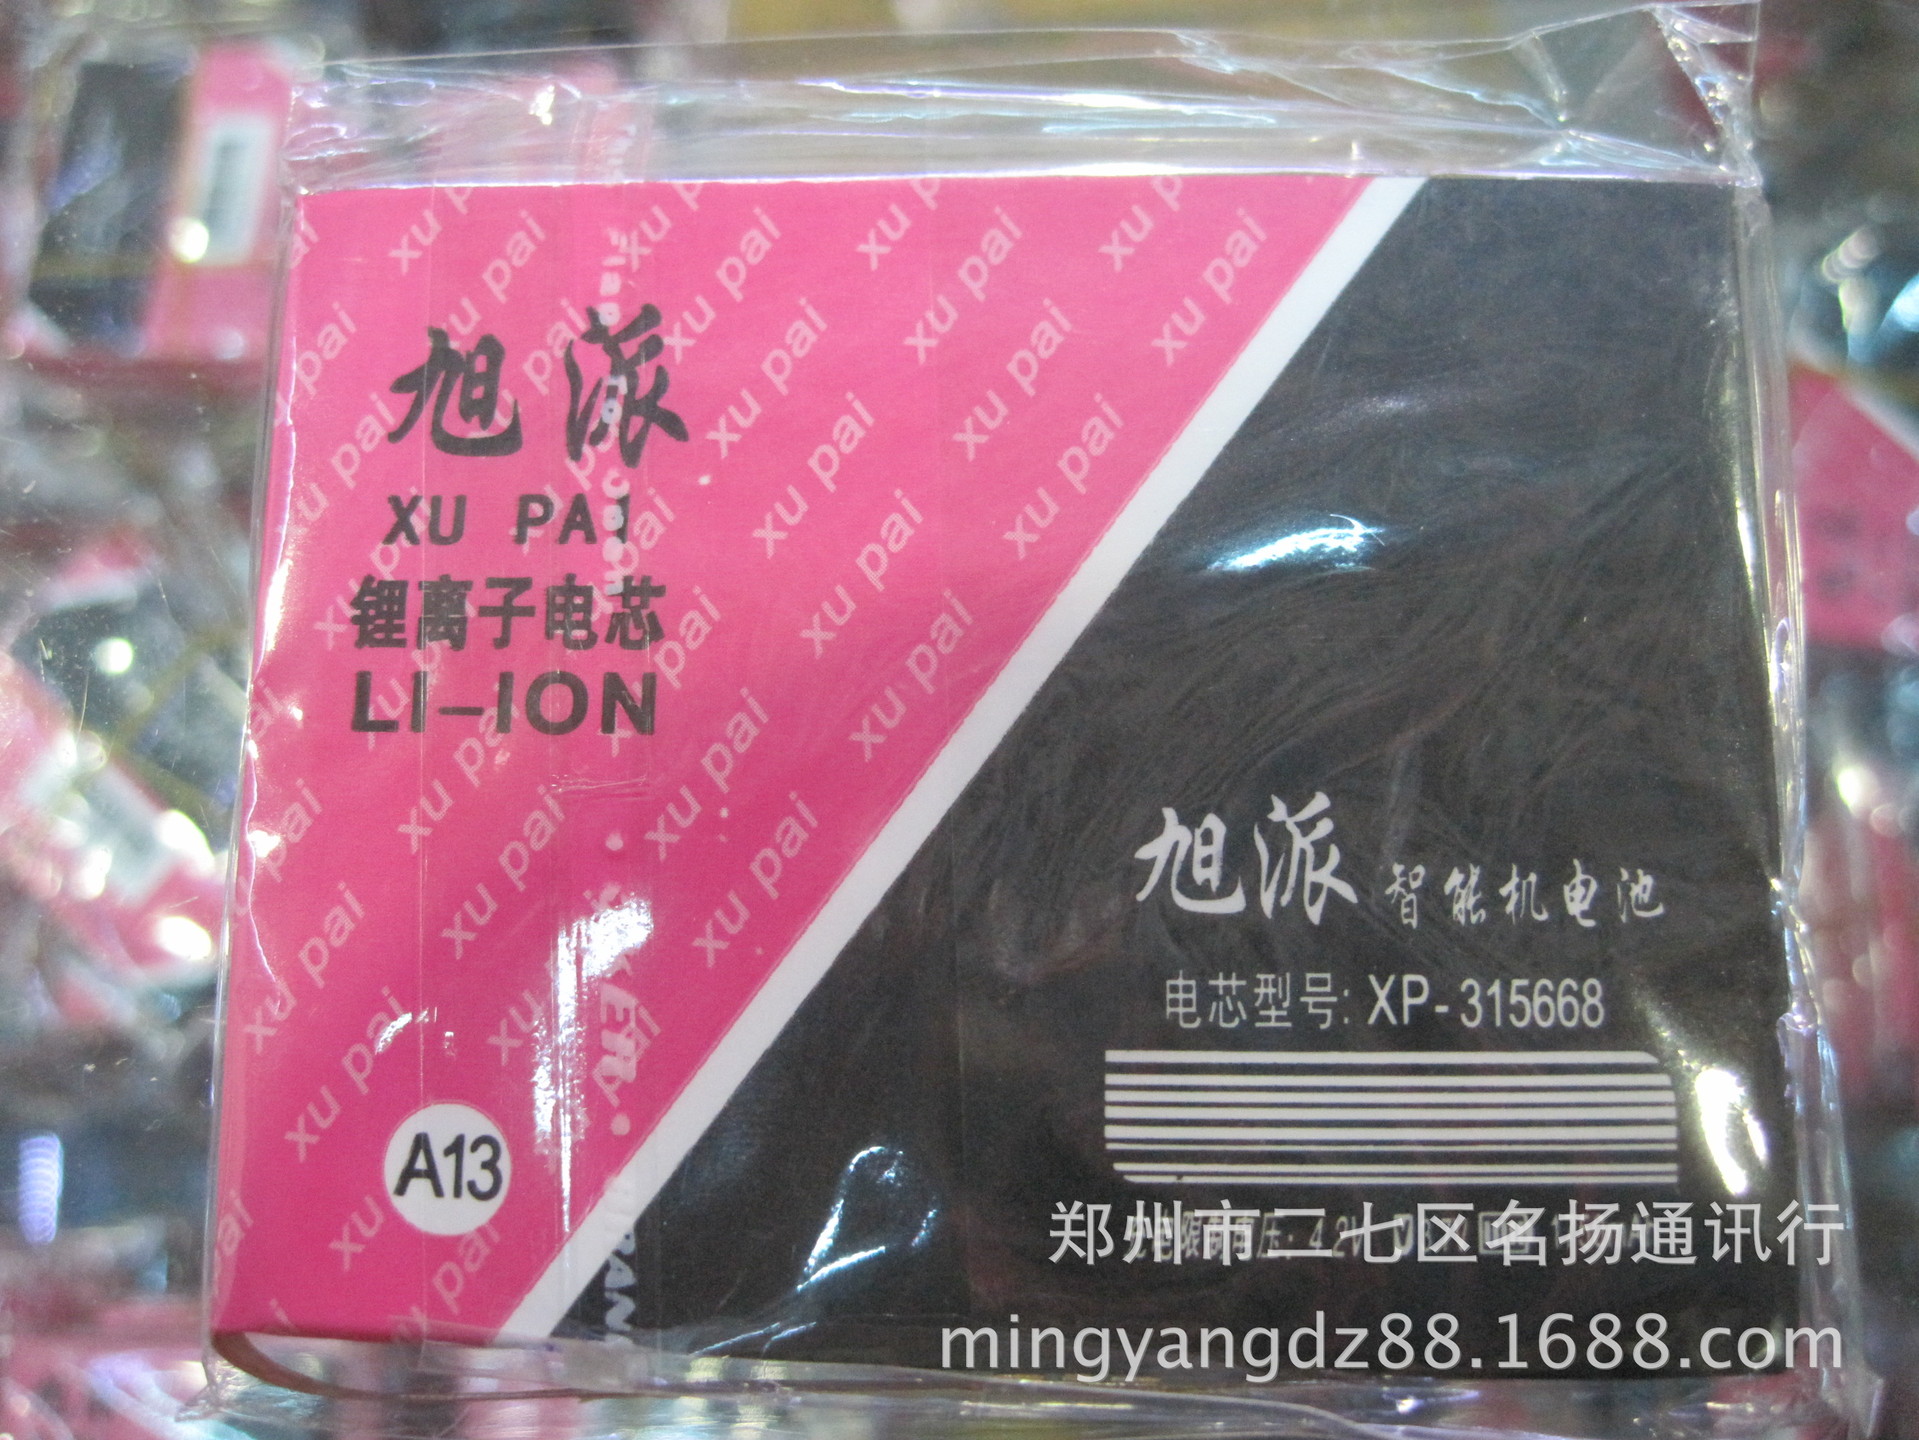 旭派
XU PAI
锂离子电芯
LI-ION
A13
旭派 智能机电池
电芯型号: XP-315668
郑州市二七区名扬通讯行
mingyangdz88.1688.com
xu pai